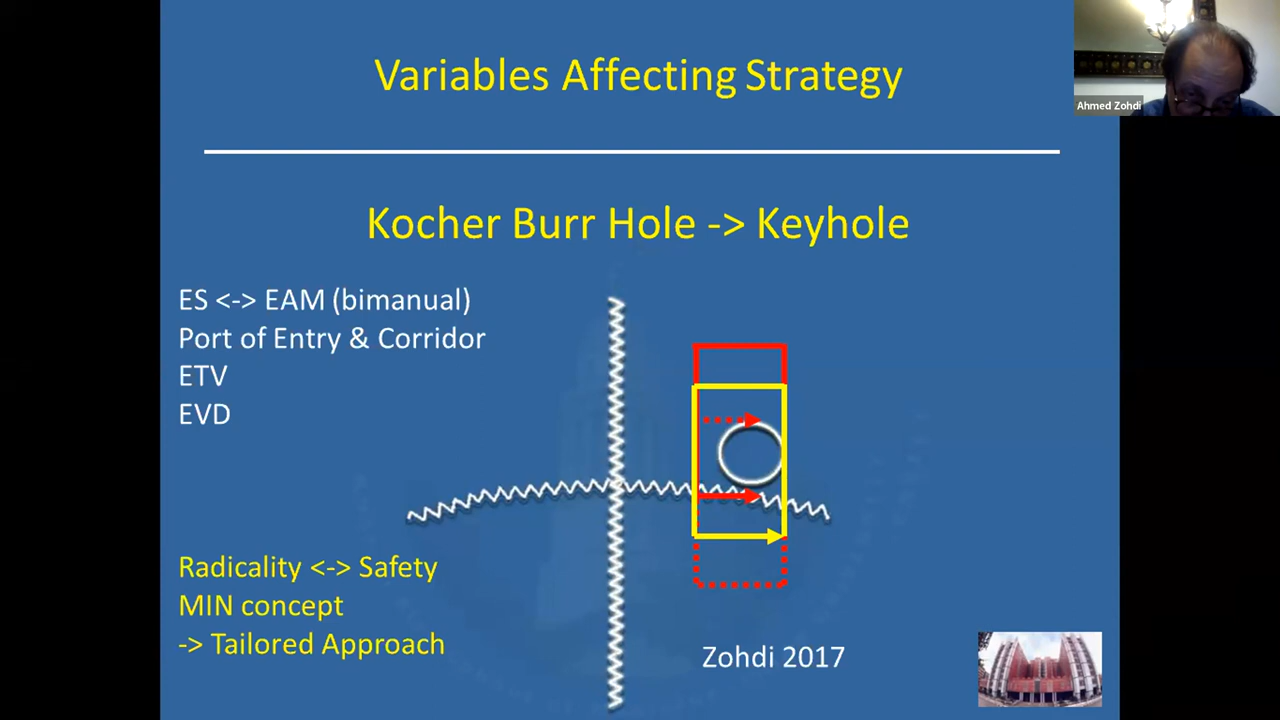 Variables Affecting Strategy
Ahmed Zohdi
Kocher Burr Hole -> Keyhole
ES <-> EAM (bimanual)
Port of Entry & Corridor
ETV
EVD
Radicality <-> Safety
MIN concept
-> Tailored Approach
Zohdi 2017